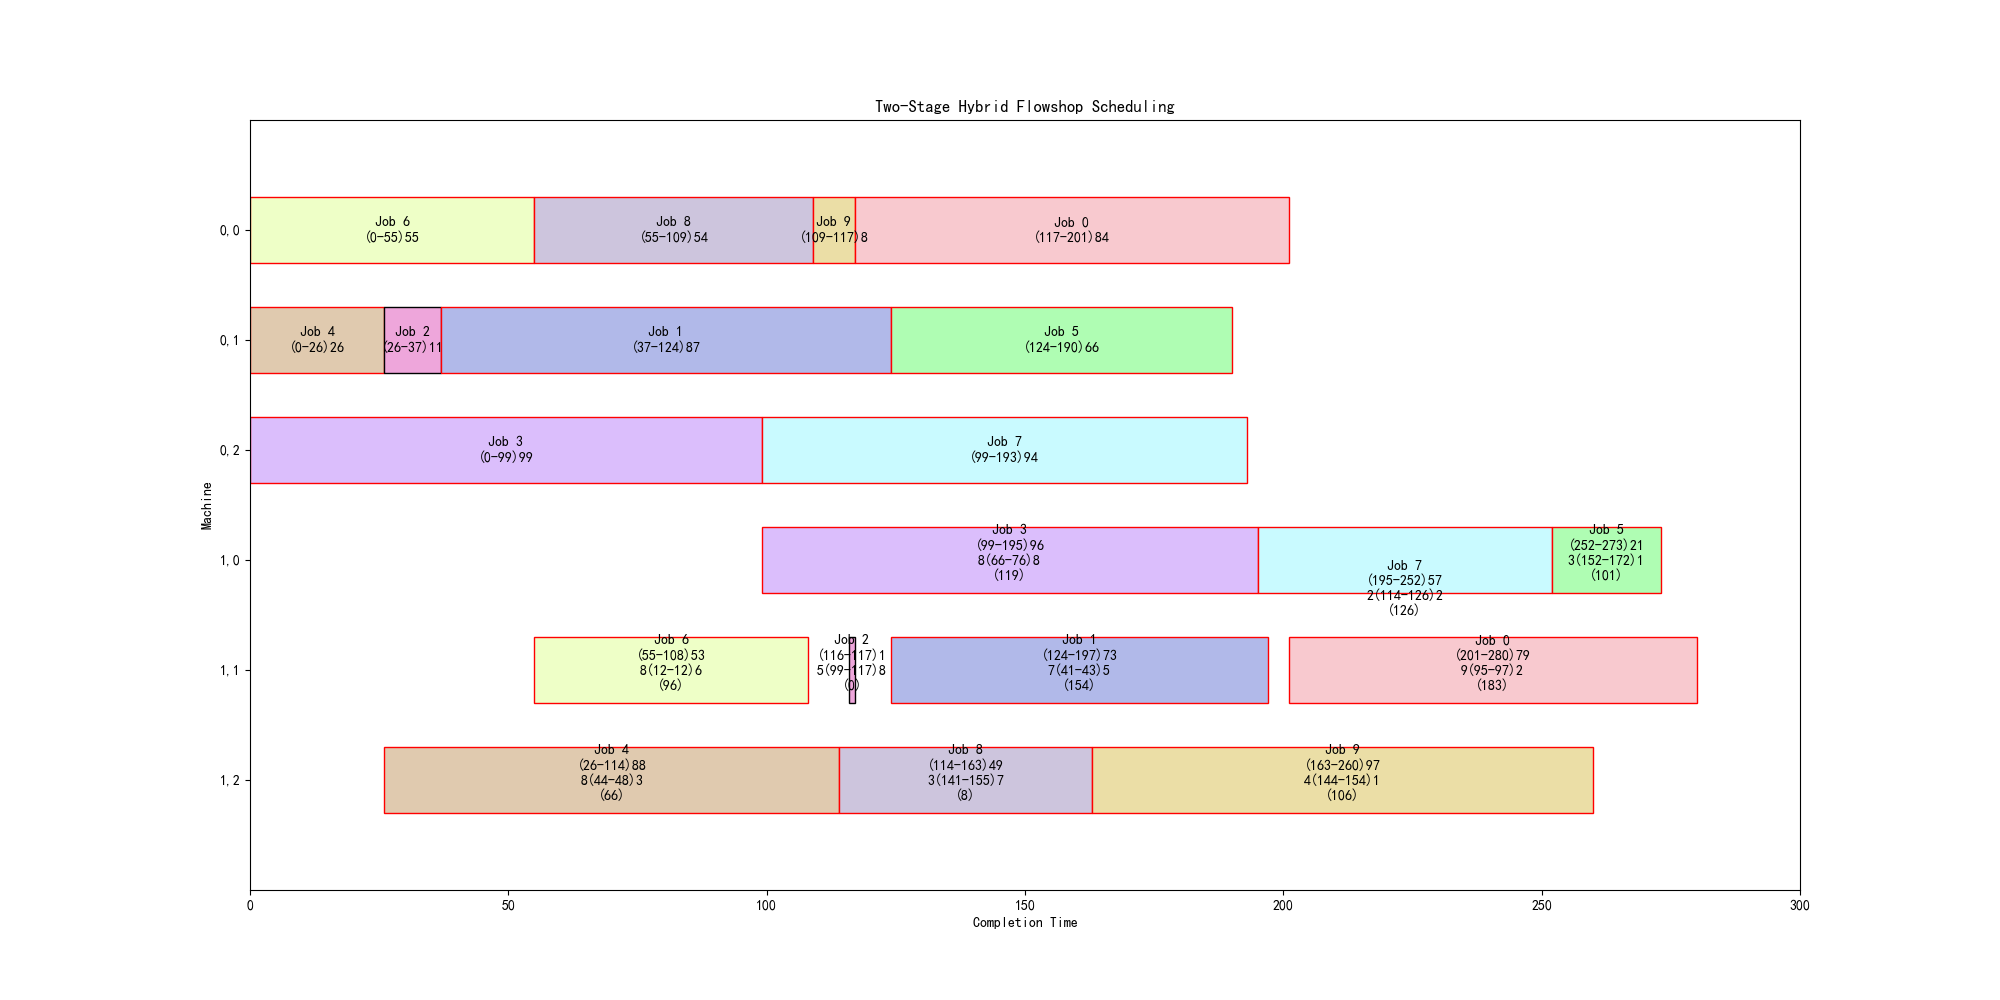 Two-Stage Hybrid Flowshop Scheduling
0,0
Job 6
(0-55)55
Job 8
(55-109)54
Job 9
(109-117)8
Job 0
(117-201)84
0,1
Job 4
(0-26)26
Job 2
(26-37)11
Job 1
(37-124)87
Job 5
(124-190)66
0,2
Job 3
(0-99)99
Job 7
(99-193)94
Machine
1,0
Job 3
(99-195)96
8(66-76)8
(119)
Job 7
(195-252)57
2(114-126)2
(126)
Job 5
(252-273)21
3(152-172)1
(101)
1,1
Job 6
(55-108)53
8(12-12)6
(96)
Job 2
(116-117)1
5(99-117)8
(0)
Job 1
(124-197)73
7(41-43)5
(154)
Job 0
(201-280)79
9(95-97)2
(183)
1,2
Job 4
(26-114)88
8(44-48)3
(66)
Job 8
(114-163)49
3(141-155)7
(8)
Job 9
(163-260)97
4(144-154)1
(106)
0
50
100
150
200
250
300
Completion Time